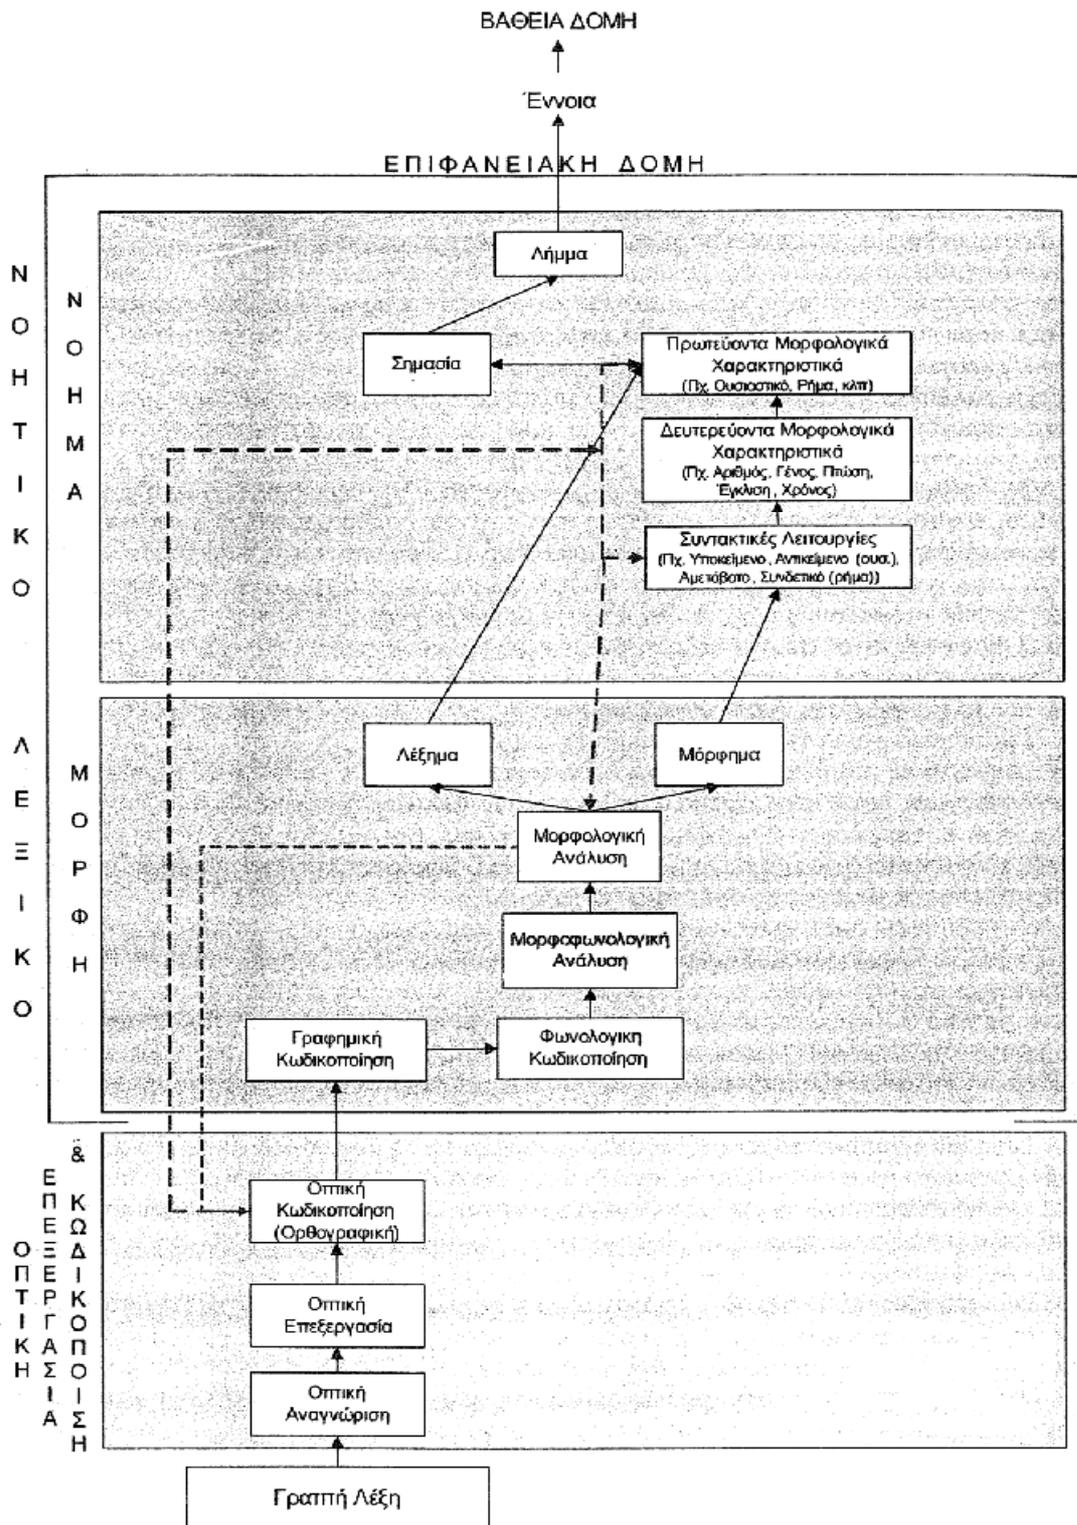 ΒΑΘΕΙΑ ΔΟΜΗ
Έννοια
ΕΠΙΦΑΝΕΙΑΚΗ ΔΟΜΗ
ΝΟΗΤΙΚΟ ΛΕΞΙΚΟ
ΝΟΗΜΑ
Λήμμα
Σημασία
Πρωτεύοντα Μορφολογικά
Χαρακτηριστικά
(Πχ. Ουσιαστικό, Ρήμα, κλπ)
Δευτερεύοντα Μορφολογικά
Χαρακτηριστικά
(Πχ. Αριθμός, Γένος, Πτώση,
Έγκλιση, Χρόνος)
Συντακτικές Λειτουργίες
(Πχ. Υποκείμενο, Αντικείμενο (ουσ.),
Αμετάβατο, Συνδετικό (ρήμα))
ΜΟΡΦΗ
Λέξημα
Μόρφημα
Μορφολογική
Ανάλυση
Μορφοφωνολογική
Ανάλυση
Γραφημική
Κωδικοποίηση
Φωνολογικη
Κωδικοποίηση
ΟΠΤΙΚΗ
ΕΠΕΞΕΡΓΑΣΙΑ
& ΚΩΔΙΚΟΠΟΙΣΗ
Οπτική
Κωδικοποίηση
(Ορθογραφική)
Οπτική
Επεξεργασία
Οπτική
Αναγνώριση
Γραπτή Λέξη